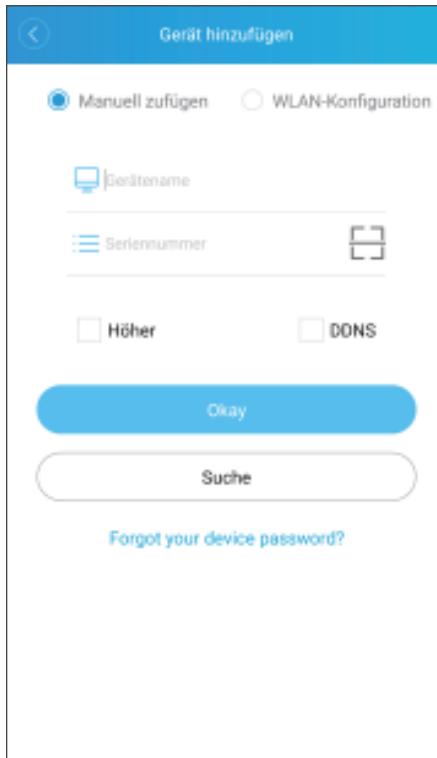 Gerät hinzufügen
Manuell zufügen WLAN-Konfiguration
Gerätename
Seriennummer
Höher DDNS
Okay
Suche
Forgot your device password?